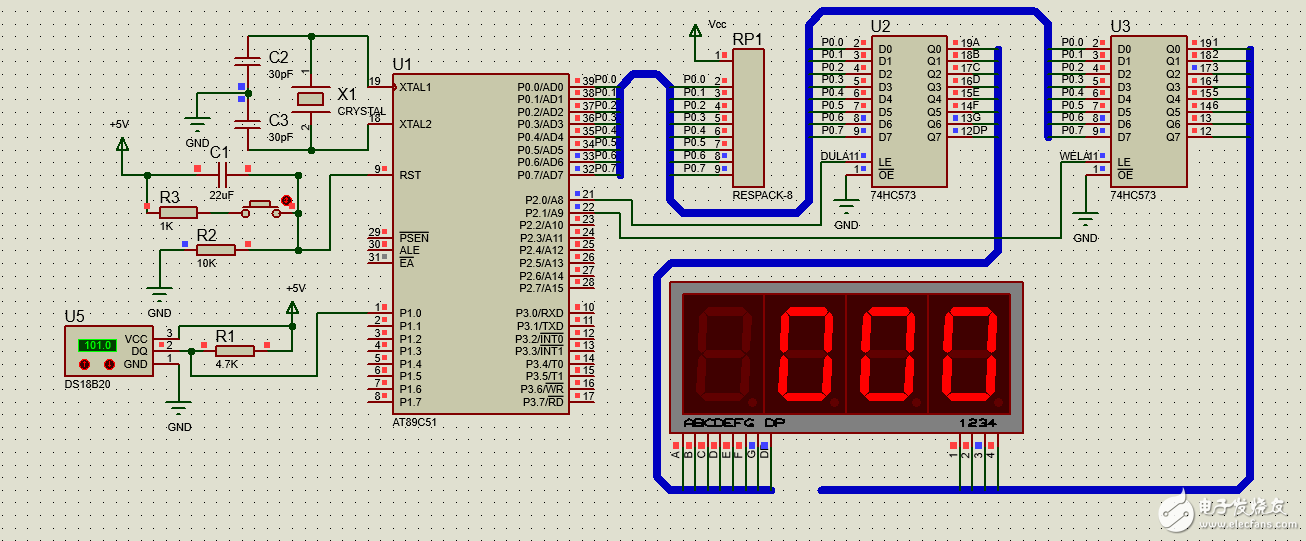 C2
30pF
C3
30pF
GND
X1
CRYSTAL
1
2
+5V
C1
22uF
R3
1K
R2
10K
GND
U1
19 XTAL1
18 XTAL2
9 RST
29 PSEN
30 ALE
31 EA
1 P1.0
2 P1.1
3 P1.2
4 P1.3
5 P1.4
6 P1.5
7 P1.6
8 P1.7
P0.0/AD0 39 P0.0
P0.1/AD1 38 P0.1
P0.2/AD2 37 P0.2
P0.3/AD3 36 P0.3
P0.4/AD4 35 P0.4
P0.5/AD5 34 P0.5
P0.6/AD6 33 P0.6
P0.7/AD7 32 P0.7
P2.0/A8 21
P2.1/A9 22
P2.2/A10 23
P2.3/A11 24
P2.4/A12 25
P2.5/A13 26
P2.6/A14 27
P2.7/A15 28
P3.0/RXD 10
P3.1/TXD 11
P3.2/INT0 12
P3.3/INT1 13
P3.4/T0 14
P3.5/T1 15
P3.6/WR 16
P3.7/RD 17
AT89C51
+5V
U5
101.0
VCC 3
DQ 2
GND 1
DS18B20
R1
4.7K
GND
Vcc
RP1
1
P0.0 2
P0.1 3
P0.2 4
P0.3 5
P0.4 6
P0.5 7
P0.6 8
P0.7 9
RESPACK-8
U2
P0.0 2 D0 Q0 19 A
P0.1 3 D1 Q1 18 B
P0.2 4 D2 Q2 17 C
P0.3 5 D3 Q3 16 D
P0.4 6 D4 Q4 15 E
P0.5 7 D5 Q5 14 F
P0.6 8 D6 Q6 13 G
P0.7 9 D7 Q7 12 DP
DULA 11 LE
1 OE
74HC573
GND
U3
P0.0 2 D0 Q0 19 1
P0.1 3 D1 Q1 18 2
P0.2 4 D2 Q2 17 3
P0.3 5 D3 Q3 16 4
P0.4 6 D4 Q4 15 5
P0.5 7 D5 Q5 14 6
P0.6 8 D6 Q6 13
P0.7 9 D7 Q7 12
WELA 11 LE
1 OE
74HC573
GND
000
ABCDEFG DP
1234
A B C D E F G DP
1 2 3 4
电子发烧友
www.elecfans.com